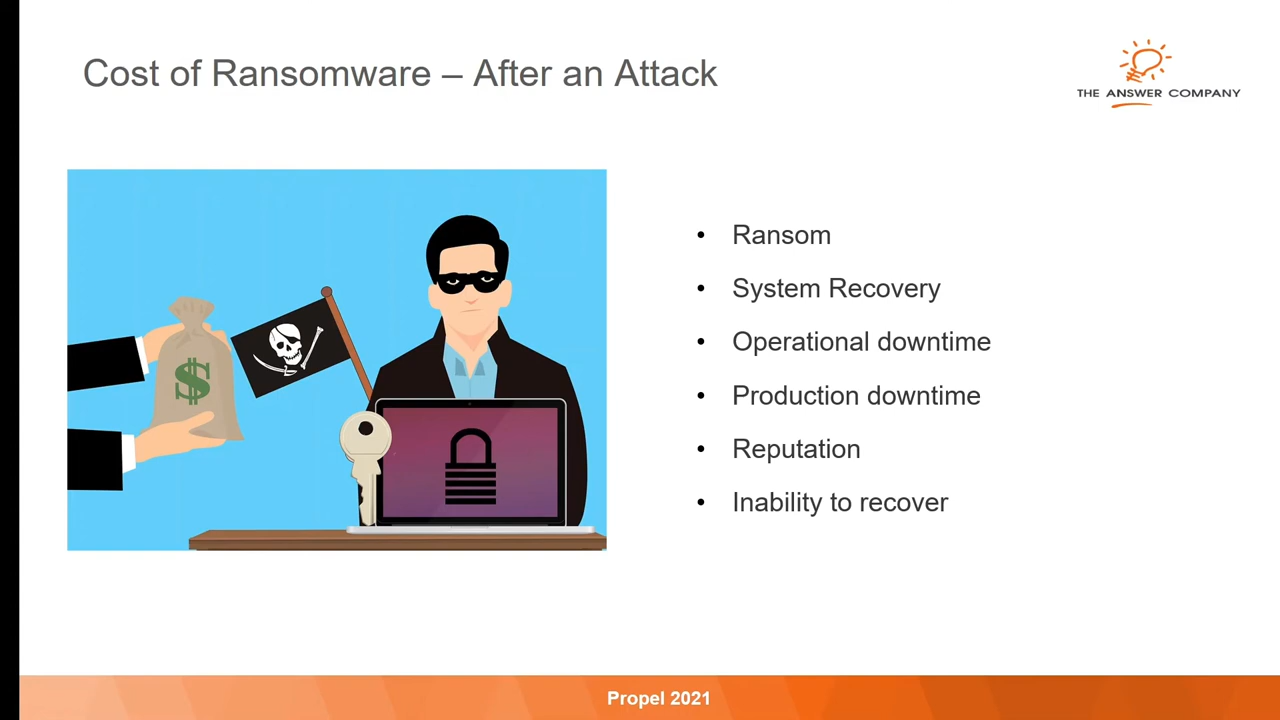 Cost of Ransomware – After an Attack
THE ANSWER COMPANY
$
• Ransom
• System Recovery
• Operational downtime
• Production downtime
• Reputation
• Inability to recover
Propel 2021